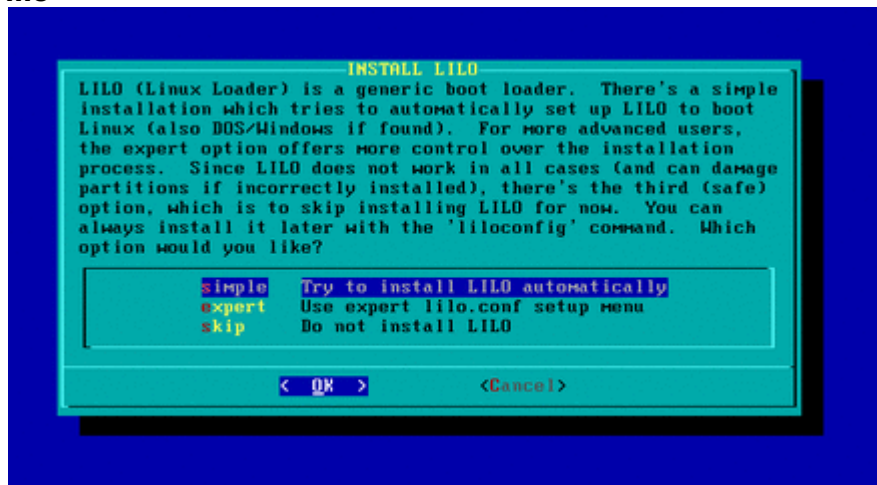 INSTALL LILO
LILO (Linux Loader) is a generic boot loader.  There's a simple
installation which tries to automatically set up LILO to boot
Linux (also DOS/Windows if found).  For more advanced users,
the expert option offers more control over the installation
process.  Since LILO does not work in all cases (and can damage
partitions if incorrectly installed), there's the third (safe)
option, which is to skip installing LILO for now.  You can
always install it later with the 'liloconfig' command.  Which
option would you like?
simple Try to install LILO automatically
expert Use expert lilo.conf setup menu
skip Do not install LILO
< OK > <Cancel>